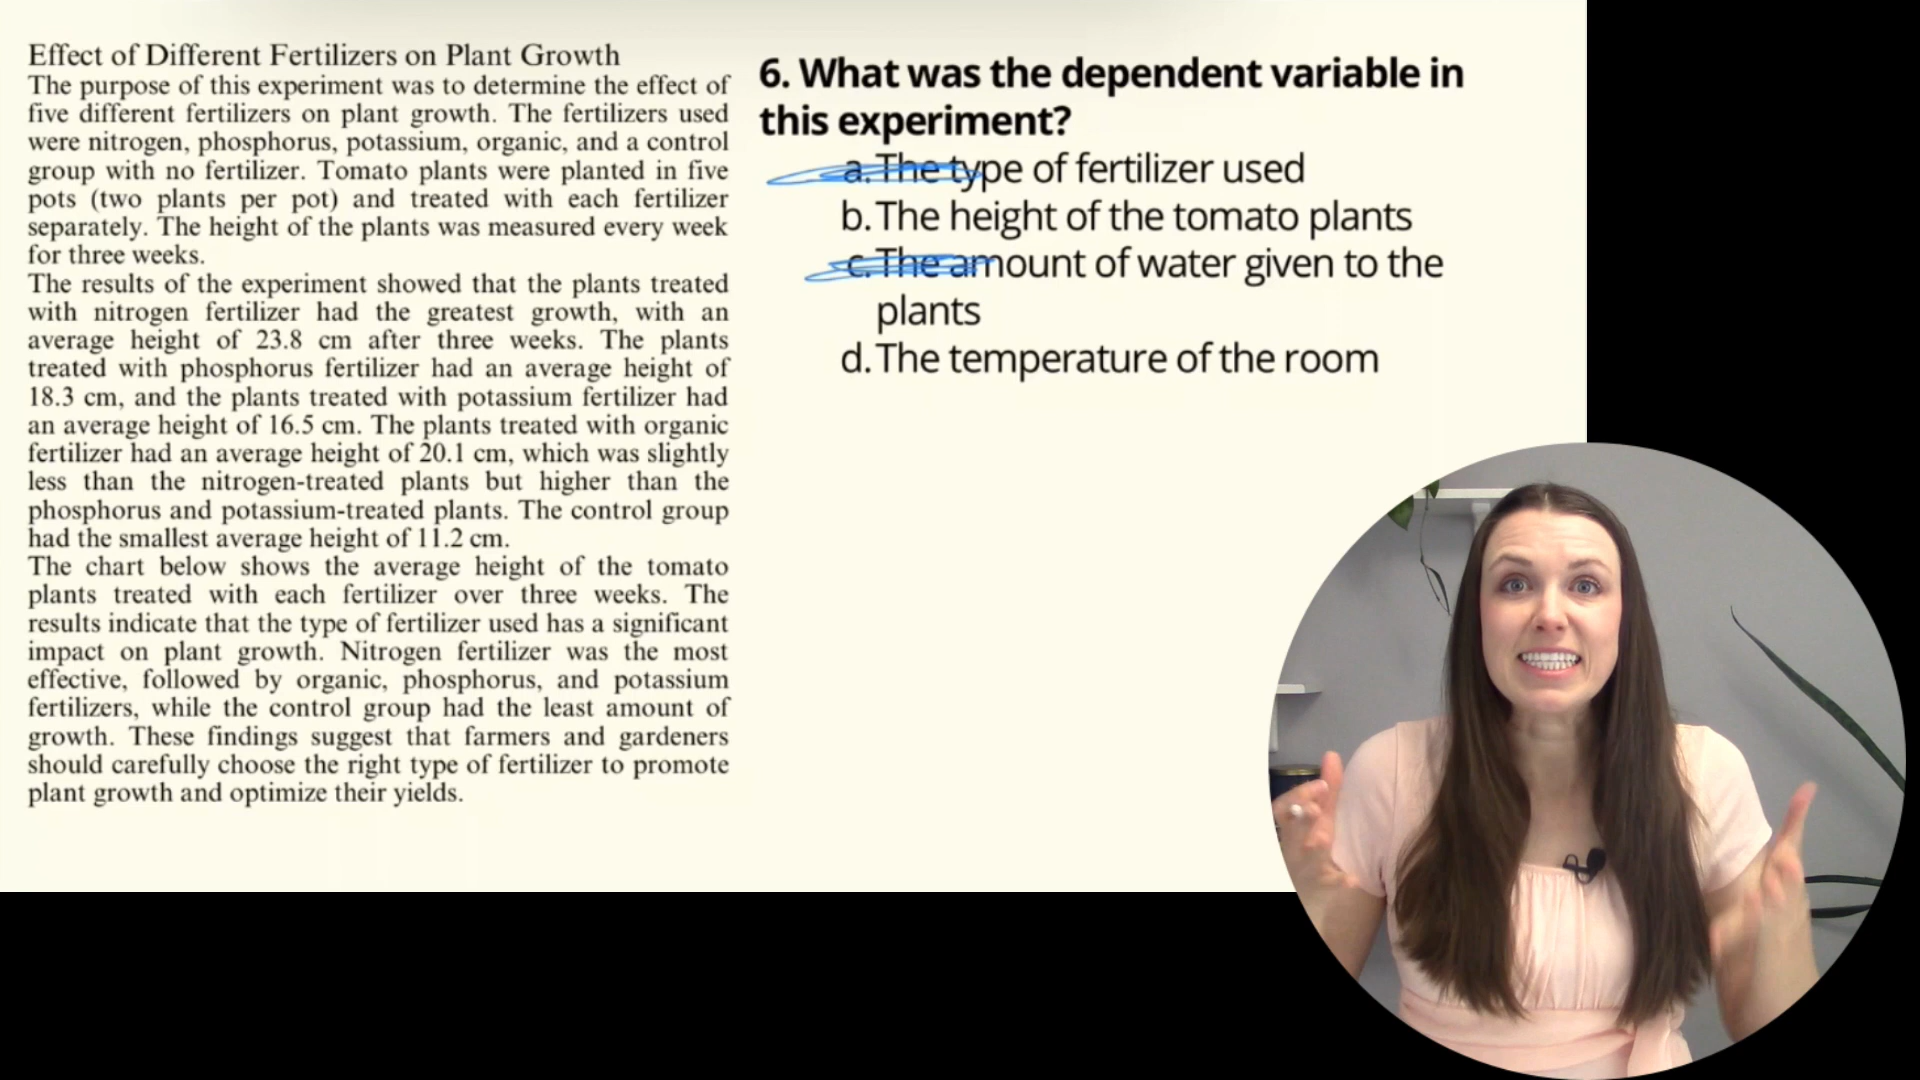 Effect of Different Fertilizers on Plant Growth
The purpose of this experiment was to determine the effect of
five different fertilizers on plant growth. The fertilizers used
were nitrogen, phosphorus, potassium, organic, and a control
group with no fertilizer. Tomato plants were planted in five
pots (two plants per pot) and treated with each fertilizer
separately. The height of the plants was measured every week
for three weeks.
The results of the experiment showed that the plants treated
with nitrogen fertilizer had the greatest growth, with an
average height of 23.8 cm after three weeks. The plants
treated with phosphorus fertilizer had an average height of
18.3 cm, and the plants treated with potassium fertilizer had
an average height of 16.5 cm. The plants treated with organic
fertilizer had an average height of 20.1 cm, which was slightly
less than the nitrogen-treated plants but higher than the
phosphorus and potassium-treated plants. The control group
had the smallest average height of 11.2 cm.
The chart below shows the average height of the tomato
plants treated with each fertilizer over three weeks. The
results indicate that the type of fertilizer used has a significant
impact on plant growth. Nitrogen fertilizer was the most
effective, followed by organic, phosphorus, and potassium
fertilizers, while the control group had the least amount of
growth. These findings suggest that farmers and gardeners
should carefully choose the right type of fertilizer to promote
plant growth and optimize their yields.
6. What was the dependent variable in
this experiment?
a. The type of fertilizer used
b. The height of the tomato plants
c. The amount of water given to the
plants
d. The temperature of the room